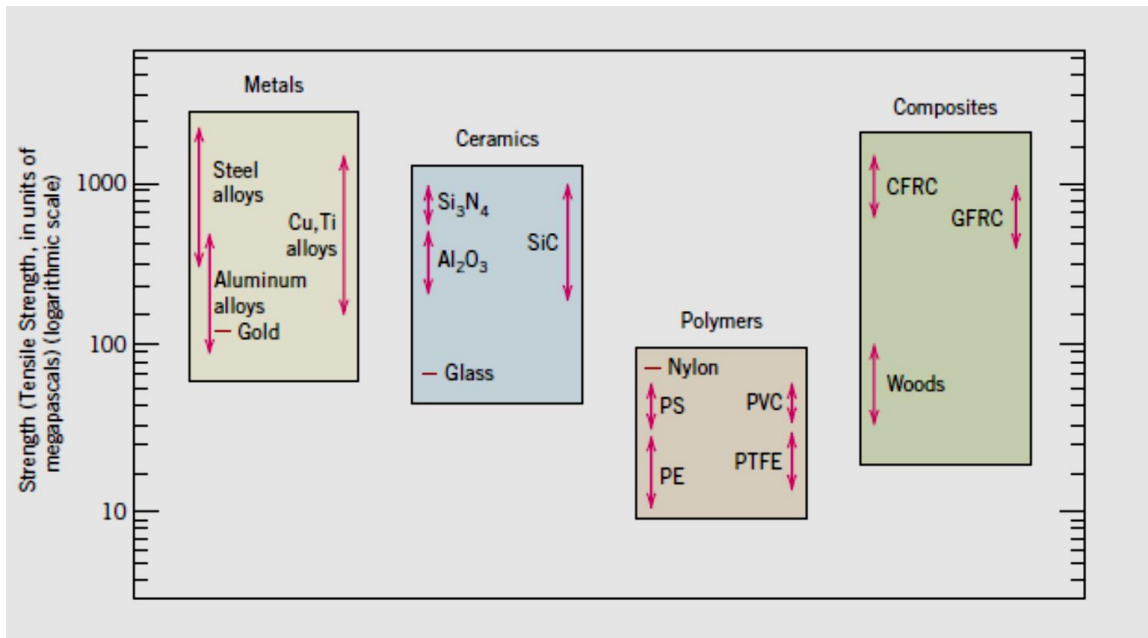 Strength (Tensile Strength, in units of
megapascals) (logarithmic scale)
1000
100
10
Metals
Steel
alloys
Cu,Ti
alloys
Aluminum
alloys
Gold
Ceramics
Si₃N₄
SiC
Al₂O₃
Glass
Polymers
Nylon
PS
PVC
PE
PTFE
Composites
CFRC
GFRC
Woods